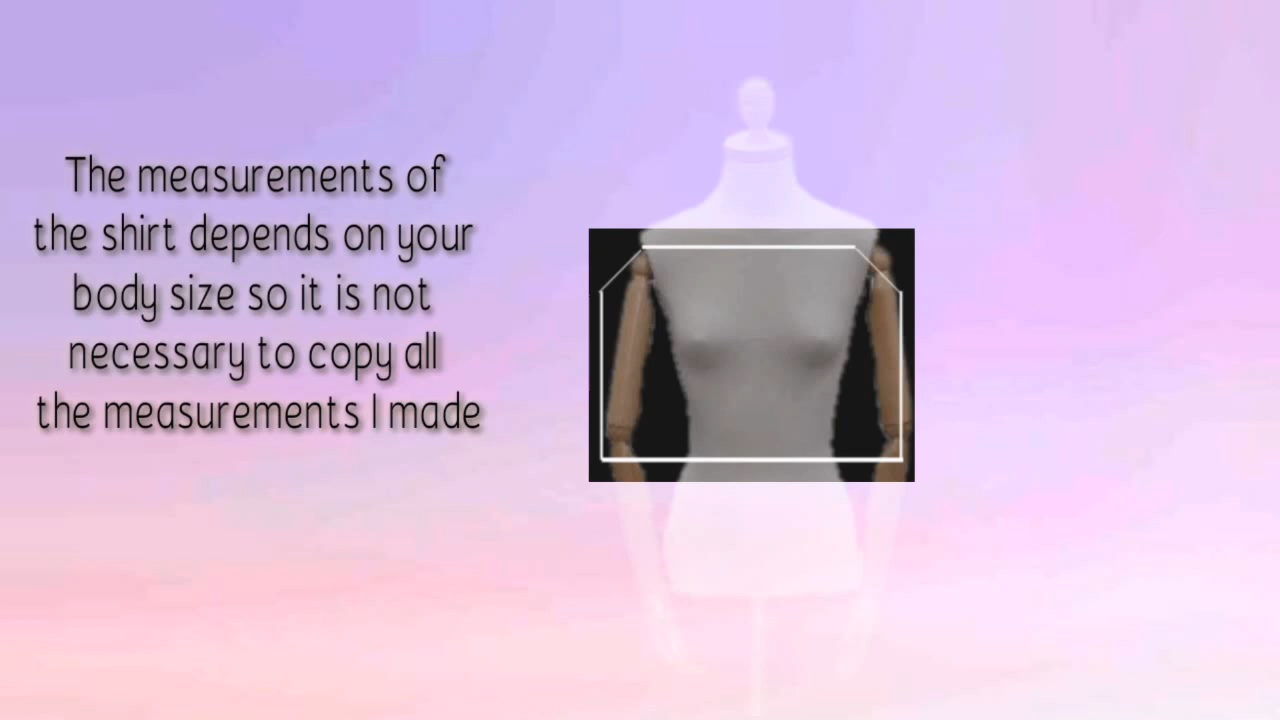 The measurements of
the shirt depends on your
body size so it is not
necessary to copy all
the measurements I made